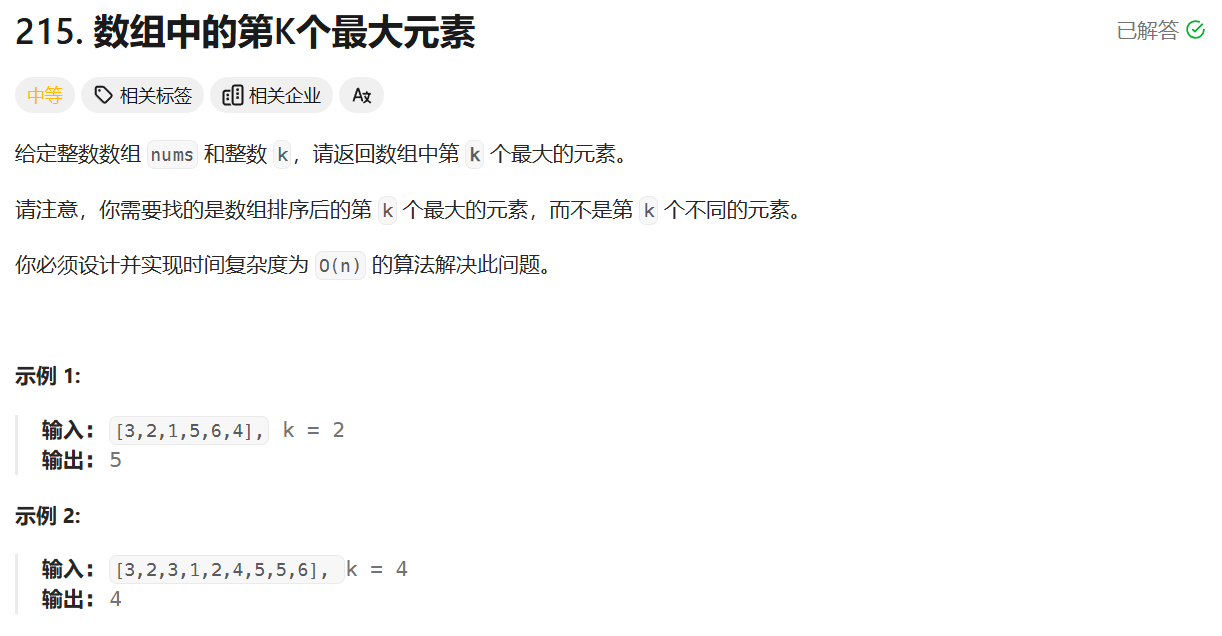 215. 数组中的第K个最大元素
已解答
中等 相关标签 相关企业 A文
给定整数数组 nums 和整数 k，请返回数组中第 k 个最大的元素。
请注意，你需要找的是数组排序后的第 k 个最大的元素，而不是第 k 个不同的元素。
你必须设计并实现时间复杂度为 O(n) 的算法解决此问题。
示例 1:
输入： [3,2,1,5,6,4], k = 2
输出： 5
示例 2:
输入： [3,2,3,1,2,4,5,5,6], k = 4
输出： 4